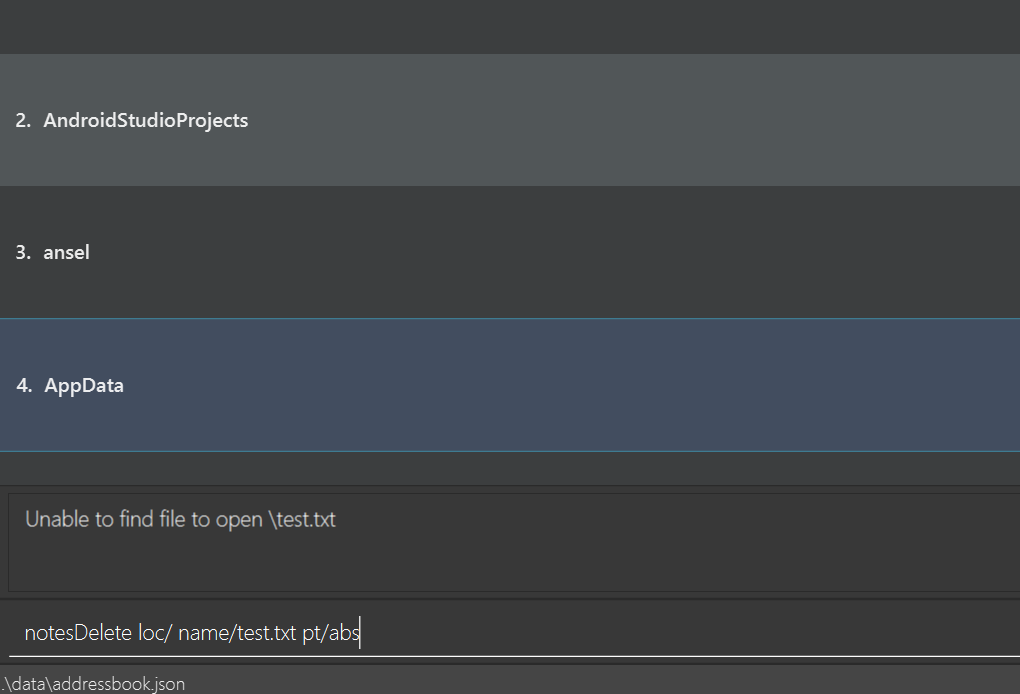 2. AndroidStudioProjects
3. ansel
4. AppData
Unable to find file to open \test.txt
notesDelete loc/ name/test.txt pt/abs
.\data\addressbook.json